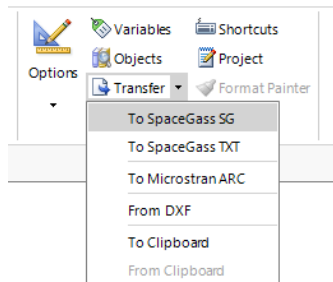 Options
Variables
Shortcuts
Objects
Project
Transfer
Format Painter
To SpaceGass SG
To SpaceGass TXT
To Microstran ARC
From DXF
To Clipboard
From Clipboard